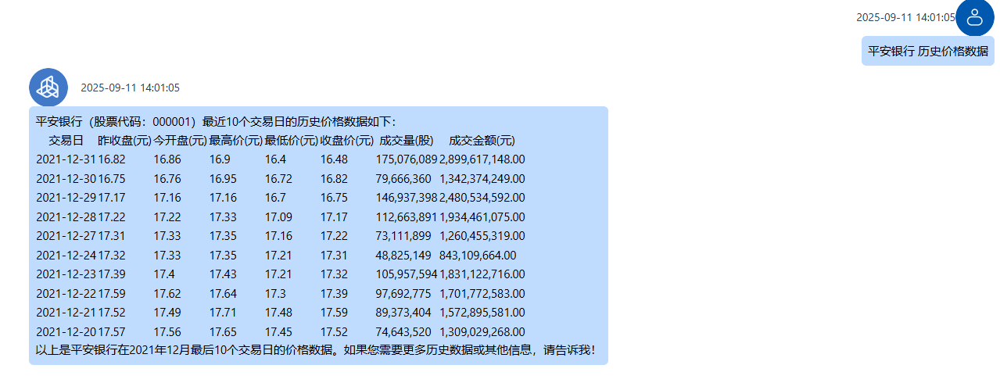 2025-09-11 14:01:05
平安银行 历史价格数据
2025-09-11 14:01:05
平安银行（股票代码：000001）最近10个交易日的历史价格数据如下：
交易日 昨收盘(元) 今开盘(元) 最高价(元) 最低价(元) 收盘价(元) 成交量(股) 成交金额(元)
2021-12-31 16.82 16.86 16.9 16.4 16.48 175,076,089 2,899,617,148.00
2021-12-30 16.75 16.76 16.95 16.72 16.82 79,666,360 1,342,374,249.00
2021-12-29 17.17 17.16 17.16 16.7 16.75 146,937,398 2,480,534,592.00
2021-12-28 17.22 17.22 17.33 17.09 17.17 112,663,891 1,934,461,075.00
2021-12-27 17.31 17.33 17.35 17.16 17.22 73,111,899 1,260,455,319.00
2021-12-24 17.32 17.33 17.35 17.21 17.31 48,825,149 843,109,664.00
2021-12-23 17.39 17.4 17.43 17.21 17.32 105,957,594 1,831,122,716.00
2021-12-22 17.59 17.62 17.64 17.3 17.39 97,692,775 1,701,772,583.00
2021-12-21 17.52 17.49 17.71 17.48 17.59 89,373,404 1,572,895,581.00
2021-12-20 17.57 17.56 17.65 17.45 17.52 74,643,520 1,309,029,268.00
以上是平安银行在2021年12月最后10个交易日的价格数据。如果您需要更多历史数据或其他信息，请告诉我！